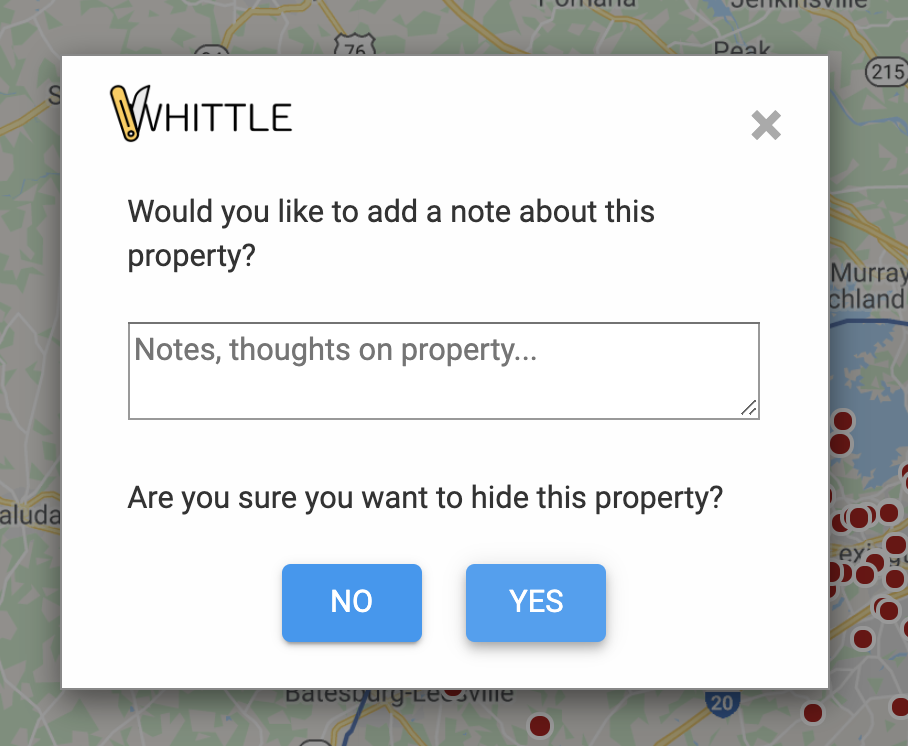 Pomaria
Jenkinsville
76
Peak
215
WHITTLE
Would you like to add a note about this
property?
Murray
chland
Notes, thoughts on property...
Are you sure you want to hide this property?
aluda
NO
YES
Batesburg-Leesville
20